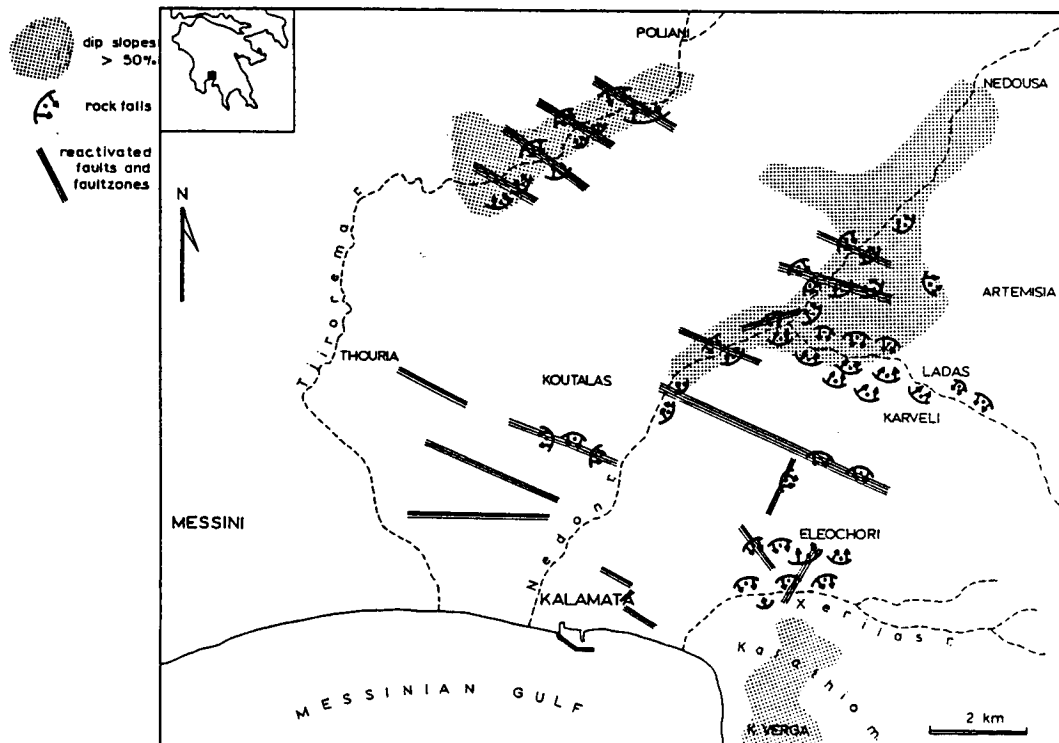 dip slopes
> 50%
rock falls
reactivated
faults and
faultzones
N
POLIANI
NEDOUSA
ARTEMISIA
THOURIA
KOUTALAS
LADAS
KARVELI
MESSINI
Nedon r.
ELEOCHORI
KALAMATA
Xerilas r.
MESSINIAN GULF
K. VERGA
2 km